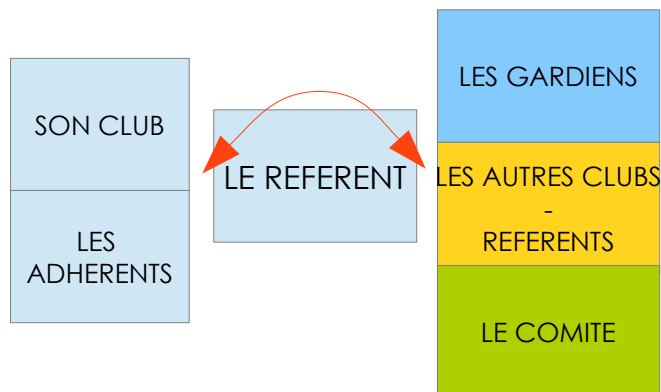 SON CLUB
LES
ADHERENTS
LE REFERENT
LES GARDIENS
LES AUTRES CLUBS
-
REFERENTS
LE COMITE